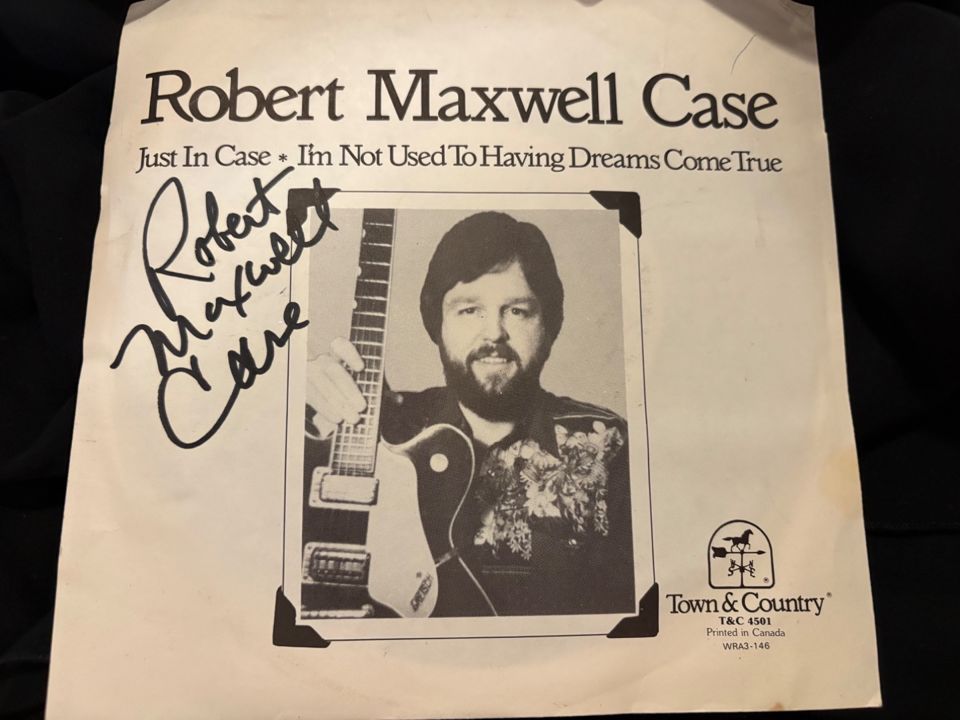 Robert Maxwell Case
Just In Case * I'm Not Used To Having Dreams Come True
Robert
Maxwell
Case
GRETSCH
N
W E
S
®
Town & Country®
T&C 4501
Printed in Canada
WRA3-146